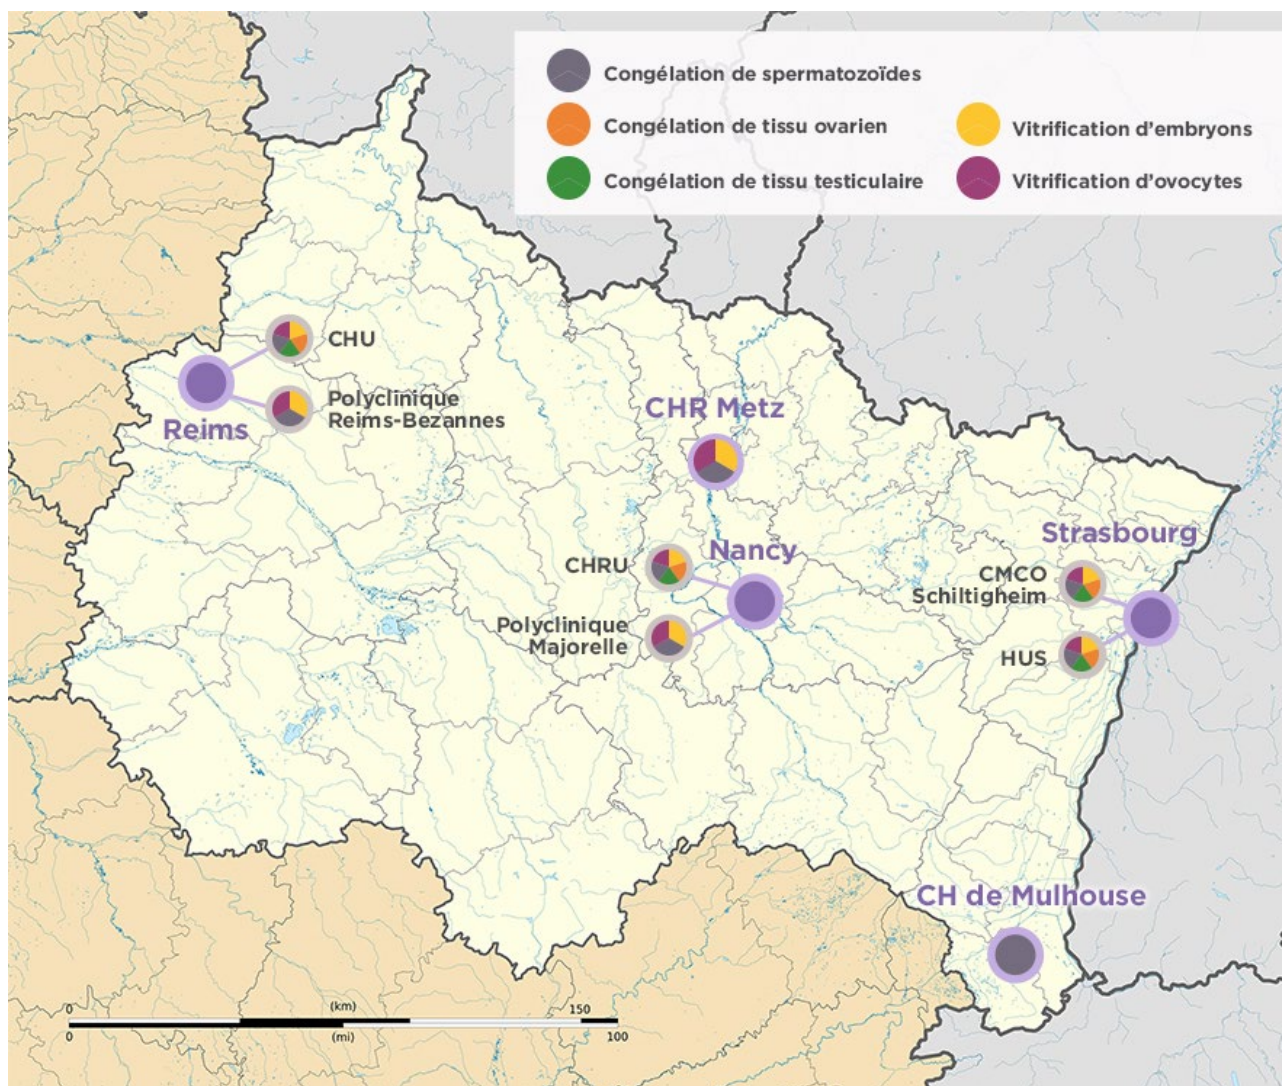 Congélation de spermatozoïdes
Congélation de tissu ovarien
Vitrification d'embryons
Congélation de tissu testiculaire
Vitrification d'ovocytes
CHU
Polyclinique
Reims-Bezannes
Reims
CHR Metz
Nancy
CHRU
Polyclinique
Majorelle
Strasbourg
CMCO
Schiltigheim
HUS
CH de Mulhouse
0 (km) 150
0 (mi) 100